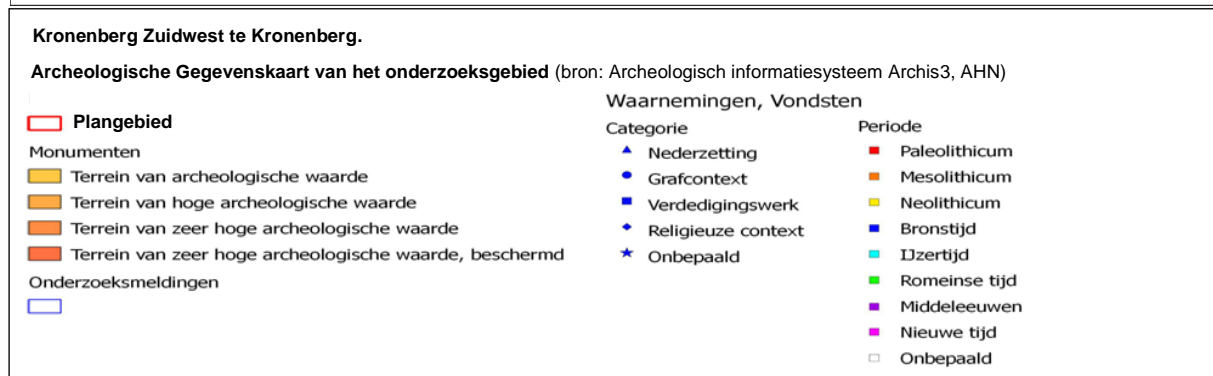 Kronenberg Zuidwest te Kronenberg.
Archeologische Gegevenskaart van het onderzoeksgebied (bron: Archeologisch informatiesysteem Archis3, AHN)
Plangebied
Monumenten
Terrein van archeologische waarde
Terrein van hoge archeologische waarde
Terrein van zeer hoge archeologische waarde
Terrein van zeer hoge archeologische waarde, beschermd
Onderzoeksmeldingen
Waarnemingen, Vondsten
Categorie
Nederzetting
Grafcontext
Verdedigingswerk
Religieuze context
Onbepaald
Periode
Paleolithicum
Mesolithicum
Neolithicum
Bronstijd
IJzertijd
Romeinse tijd
Middeleeuwen
Nieuwe tijd
Onbepaald